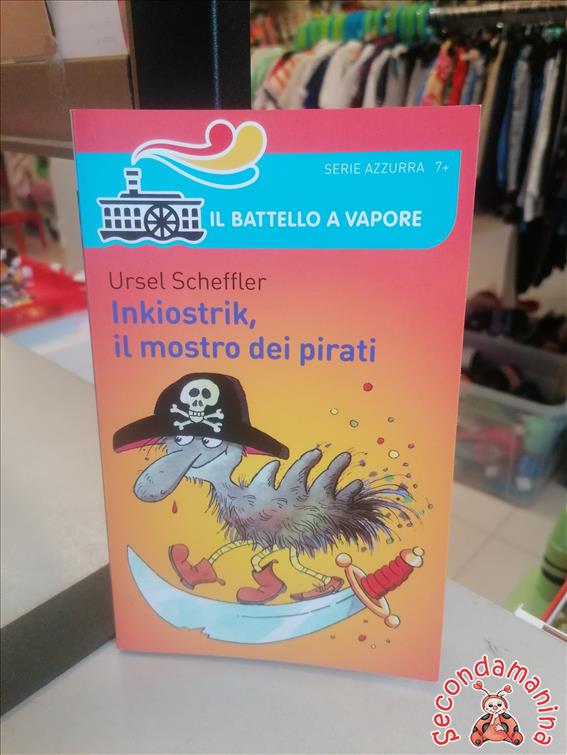 SERIE AZZURRA 7+
IL BATTELLO A VAPORE
Ursel Scheffler
Inkiostrik,
il mostro dei pirati
Secondamanina